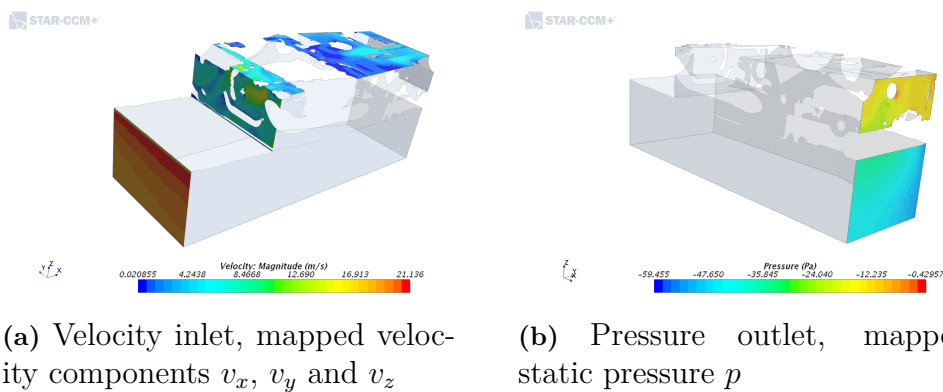 STAR-CCM+
STAR-CCM+
Y Z X
Velocity: Magnitude (m/s)
0.020855 4.2438 8.4668 12.690 16.913 21.136
Z
Pressure (Pa)
-59.455 -47.650 -35.845 -24.040 -12.235 -0.42957
(a) Velocity inlet, mapped veloc-
ity components vx, vy and vz
(b) Pressure outlet, mappe
static pressure p